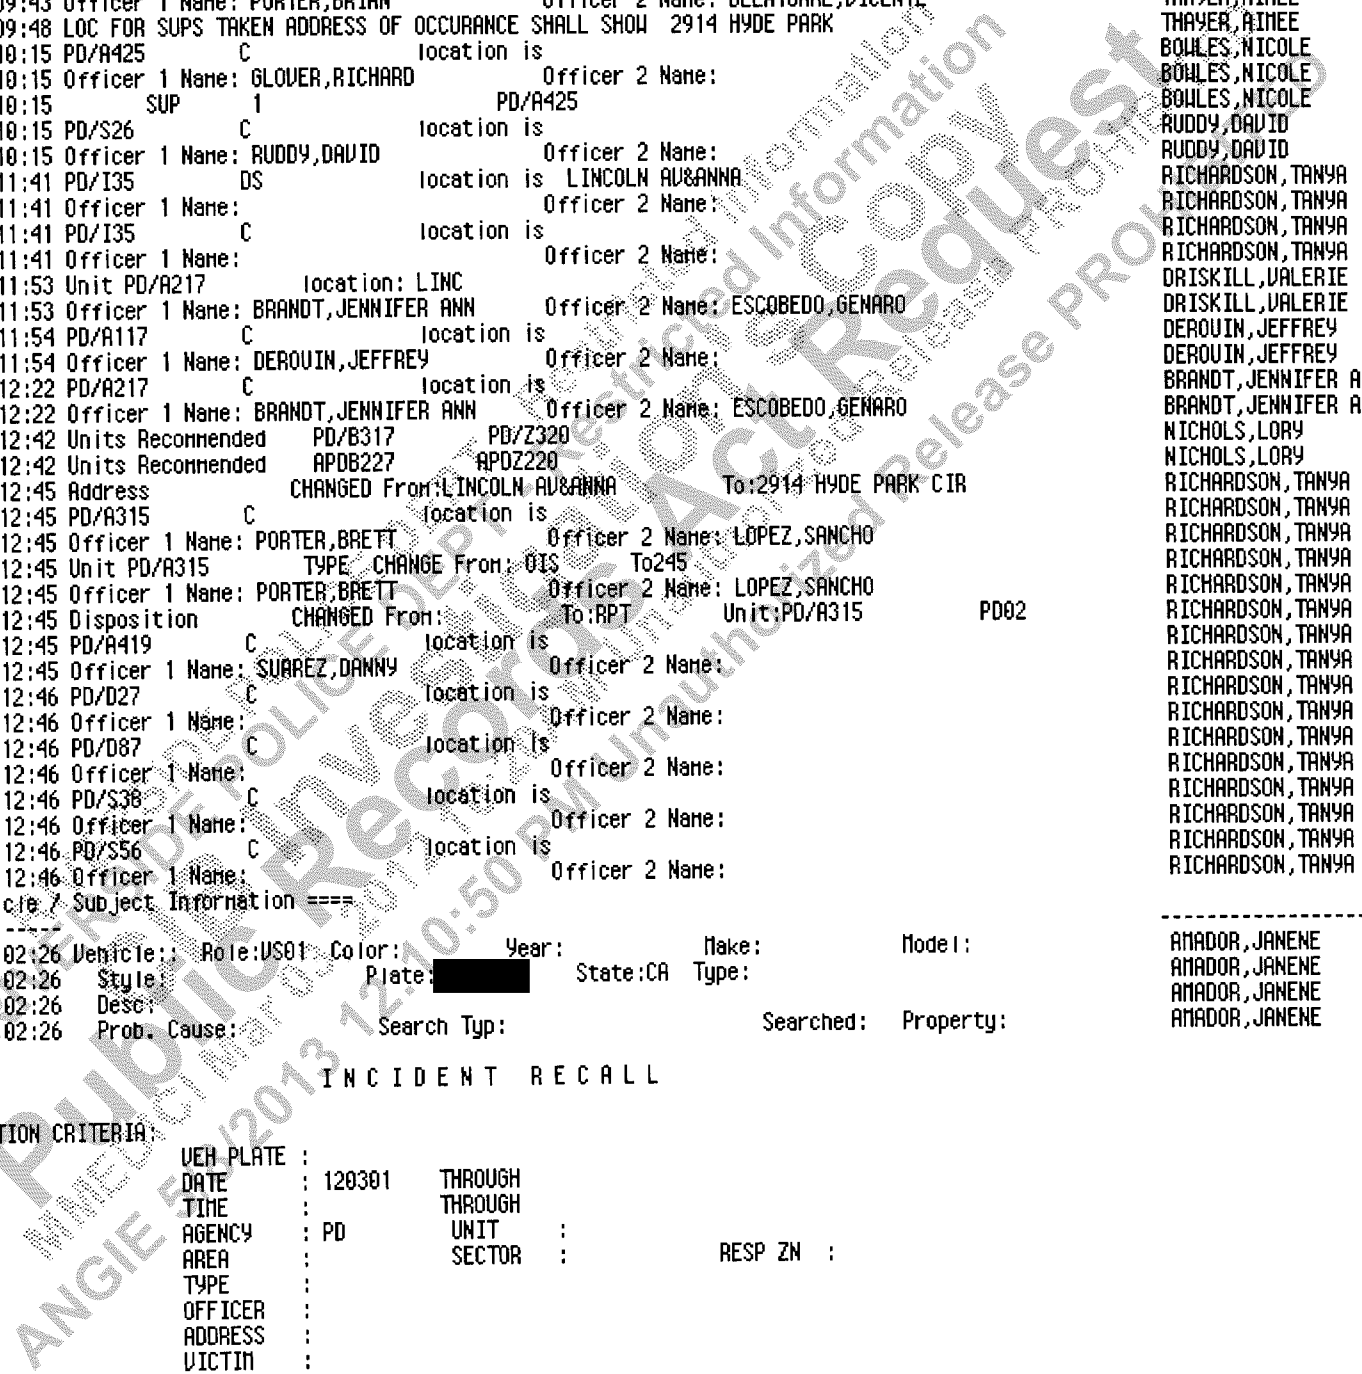 09:43 Officer 1 Name: PORTER,BRIAN Officer 2 Name: DELATORRE,VICENTE THAYER,AIMEE
09:48 LOC FOR SUPS TAKEN ADDRESS OF OCCURANCE SHALL SHOW 2914 HYDE PARK THAYER,AIMEE
10:15 PD/A425 C location is BOWLES,NICOLE
10:15 Officer 1 Name: GLOVER,RICHARD Officer 2 Name: BOWLES,NICOLE
10:15 SUP 1 PD/A425 BOWLES,NICOLE
10:15 PD/S26 C location is RUDDY,DAVID
10:15 Officer 1 Name: RUDDY,DAVID Officer 2 Name: RUDDY,DAVID
11:41 PD/I35 DS location is LINCOLN AV&ANNA RICHARDSON,TANYA
11:41 Officer 1 Name: Officer 2 Name: RICHARDSON,TANYA
11:41 PD/I35 C location is RICHARDSON,TANYA
11:41 Officer 1 Name: Officer 2 Name: RICHARDSON,TANYA
11:53 Unit PD/A217 location: LINC DRISKILL,VALERIE
11:53 Officer 1 Name: BRANDT,JENNIFER ANN Officer 2 Name: ESCOBEDO,GENARO DRISKILL,VALERIE
11:54 PD/A117 C location is DEROUIN,JEFFREY
11:54 Officer 1 Name: DEROUIN,JEFFREY Officer 2 Name: DEROUIN,JEFFREY
12:22 PD/A217 C location is BRANDT,JENNIFER A
12:22 Officer 1 Name: BRANDT,JENNIFER ANN Officer 2 Name: ESCOBEDO,GENARO BRANDT,JENNIFER A
12:42 Units Recommended PD/B317 PD/Z320 NICHOLS,LORY
12:42 Units Recommended APDB227 APDZ220 NICHOLS,LORY
12:45 Address CHANGED From:LINCOLN AV&ANNA To:2914 HYDE PARK CIR RICHARDSON,TANYA
12:45 PD/A315 C location is RICHARDSON,TANYA
12:45 Officer 1 Name: PORTER,BRETT Officer 2 Name: LOPEZ,SANCHO RICHARDSON,TANYA
12:45 Unit PD/A315 TYPE CHANGE From: OIS To245 RICHARDSON,TANYA
12:45 Officer 1 Name: PORTER,BRETT Officer 2 Name: LOPEZ,SANCHO RICHARDSON,TANYA
12:45 Disposition CHANGED From: To:RPT Unit:PD/A315 PD02 RICHARDSON,TANYA
12:45 PD/A419 C location is RICHARDSON,TANYA
12:45 Officer 1 Name: SUAREZ,DANNY Officer 2 Name: RICHARDSON,TANYA
12:46 PD/D27 C location is RICHARDSON,TANYA
12:46 Officer 1 Name: Officer 2 Name: RICHARDSON,TANYA
12:46 PD/D87 C location is RICHARDSON,TANYA
12:46 Officer 1 Name: Officer 2 Name: RICHARDSON,TANYA
12:46 PD/S38 C location is RICHARDSON,TANYA
12:46 Officer 1 Name: Officer 2 Name: RICHARDSON,TANYA
12:46 PD/S56 C location is RICHARDSON,TANYA
12:46 Officer 1 Name: Officer 2 Name: RICHARDSON,TANYA
cle / Subject Information ====
----- -----------------
02:26 Vehicle: Role:VS01 Color: Year: Make: Model: AMADOR,JANENE
02:26 Style: Plate: State:CA Type: AMADOR,JANENE
02:26 Desc: AMADOR,JANENE
02:26 Prob. Cause: Search Typ: Searched: Property: AMADOR,JANENE
INCIDENT RECALL
TION CRITERIA:
VEH PLATE :
DATE : 120301 THROUGH
TIME : THROUGH
AGENCY : PD UNIT :
AREA : SECTOR : RESP ZN :
TYPE :
OFFICER :
ADDRESS :
VICTIM :
Public Records Act Request